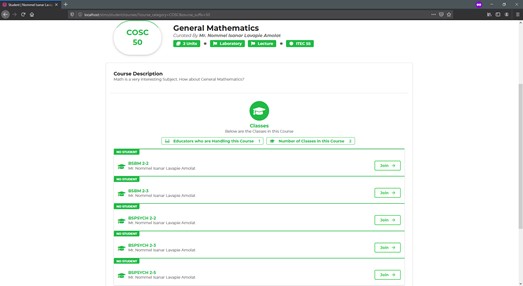 Student | Nommel Isanar Lavapie
localhost
COSC
50
General Mathematics
Curated By Mr. Nommel Isanar Lavapie Amolat
3 Units
Laboratory
Lecture
ITEC 50
Course Description
Math is a very interesting Subject. How about General Mathematics?
Classes
Below are the Classes in this Course
Educators who are Handling this Course 1
Number of Classes in this Course
NO STUDENT
BSBM 2-2
Mr. Nommel Isanar Lavapie Amolat
Join
NO STUDENT
BSBM 2-3
Mr. Nommel Isanar Lavapie Amolat
Join
NO STUDENT
BSPSYCH 2-2
Mr. Nommel Isanar Lavapie Amolat
Join
NO STUDENT
BSPSYCH 2-3
Mr. Nommel Isanar Lavapie Amolat
Join
NO STUDENT
BSPSYCH 2-5
Mr. Nommel Isanar Lavapie Amolat
Join